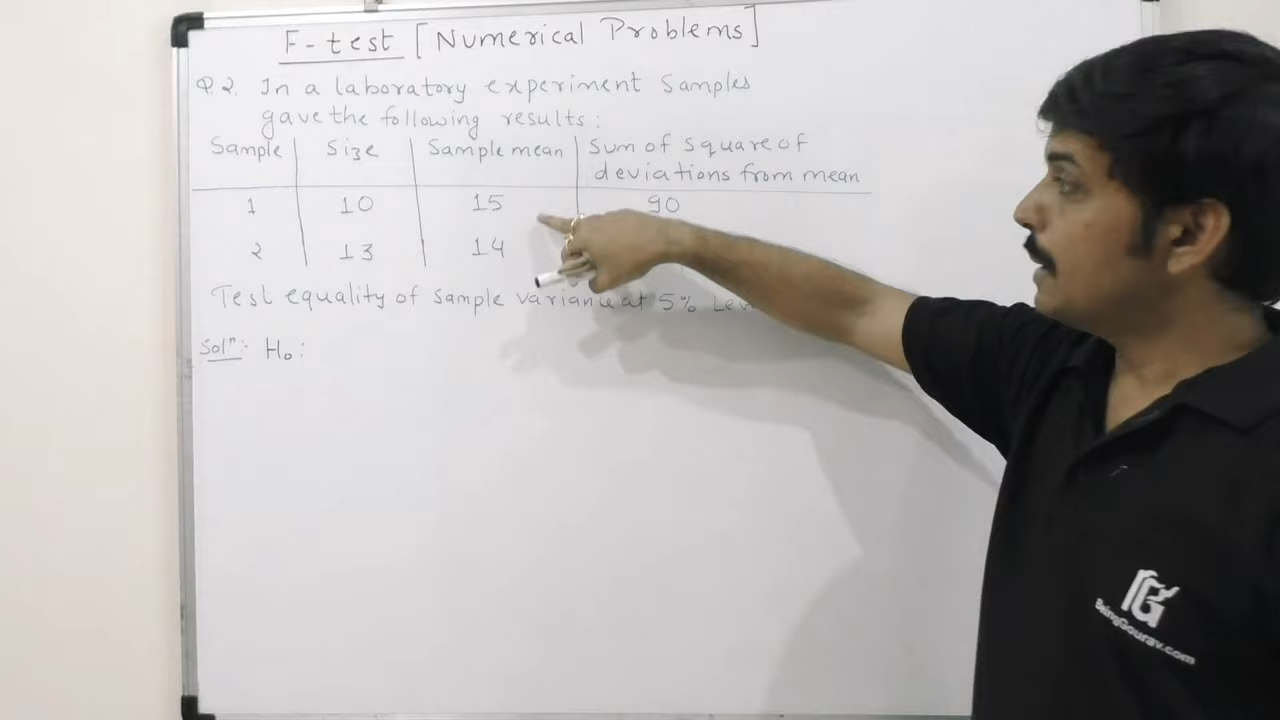 F-test [Numerical Problems]
Q.2. In a laboratory experiment samples
gave the following results:
Sample Size Sample mean Sum of square of
deviations from mean
1 10 15 90
2 13 14
Test equality of sample variance at 5%
Solⁿ:- H₀:
BeingGourav.com